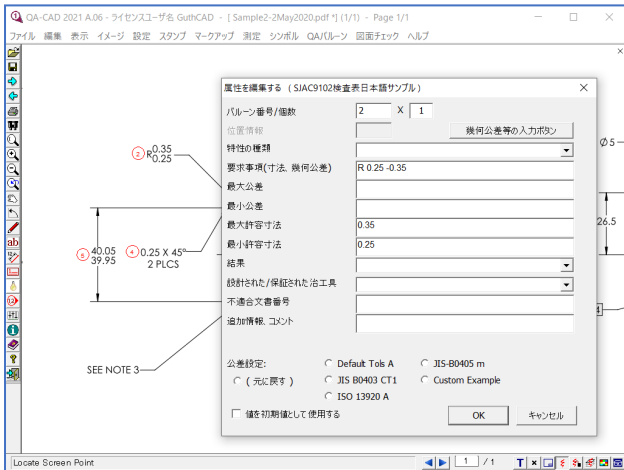 QA-CAD 2021 A.06 - ライセンスユーザ名 GuthCAD - [ Sample2-2May2020.pdf *] (1/1) - Page 1/1
ファイル 編集 表示 イメージ 設定 スタンプ マークアップ 測定 シンボル QAバルーン 図面チェック ヘルプ
属性を編集する ( SJAC9102検査表日本語サンプル )
バルーン番号/個数 2 X 1
位置情報 幾何公差等の入力ボタン
特性の種類
要求事項(寸法、幾何公差) R 0.25 -0.35
最大公差
最小公差
最大許容寸法 0.35
最小許容寸法 0.25
結果
設計された/保証された治工具
不適合文書番号
追加情報、コメント
公差設定: Default Tols A JIS-B0405 m
( 元に戻す ) JIS B0403 CT1 Custom Example
ISO 13920 A
値を初期値として使用する OK キャンセル
2 R 0.35
0.25
5 40.05
39.95
4 0.25 X 45°
2 PLCS
SEE NOTE 3
Ø 5
26.5
Locate Screen Point 1 / 1